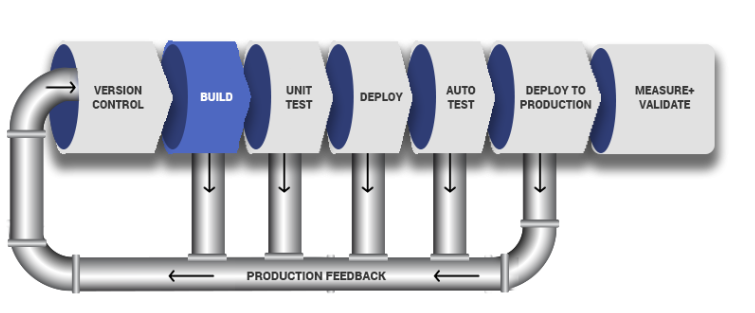 VERSION
CONTROL
BUILD
UNIT
TEST
DEPLOY
AUTO
TEST
DEPLOY TO
PRODUCTION
MEASURE+
VALIDATE
PRODUCTION FEEDBACK